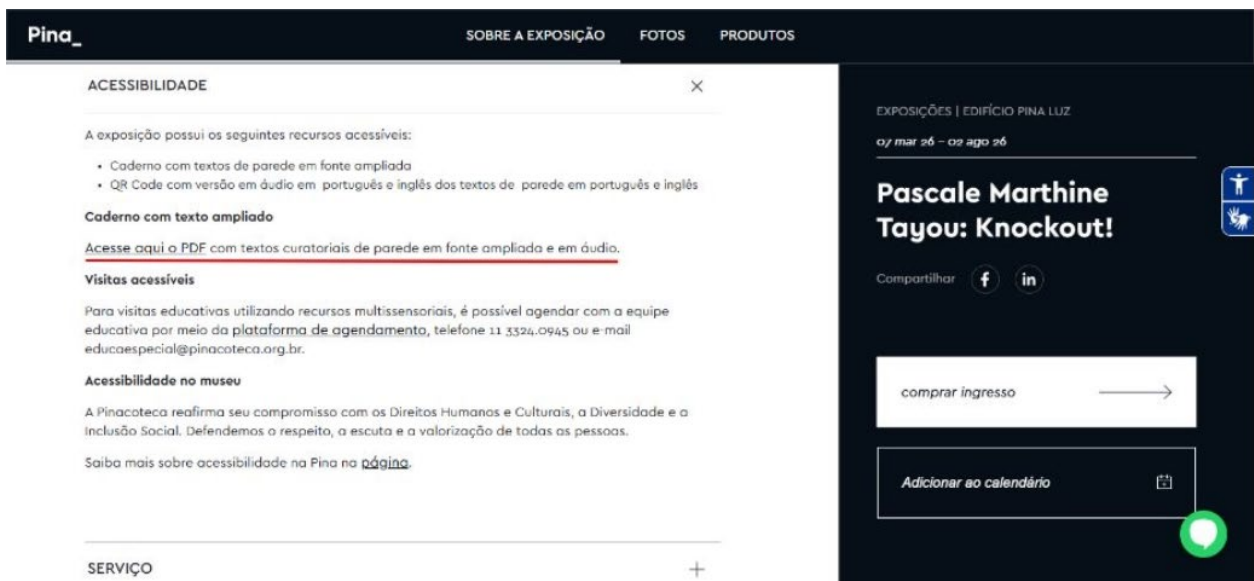 Pina_
SOBRE A EXPOSIÇÃO
FOTOS
PRODUTOS
ACESSIBILIDADE
A exposição possui os seguintes recursos acessíveis:
• Caderno com textos de parede em fonte ampliada
• QR Code com versão em áudio em português e inglês dos textos de parede em português e inglês
Caderno com texto ampliado
Acesse aqui o PDF com textos curatoriais de parede em fonte ampliada e em áudio.
Visitas acessíveis
Para visitas educativas utilizando recursos multissensoriais, é possível agendar com a equipe
educativa por meio da plataforma de agendamento, telefone 11 3324.0945 ou e-mail
educaespecial@pinacoteca.org.br.
Acessibilidade no museu
A Pinacoteca reafirma seu compromisso com os Direitos Humanos e Culturais, a Diversidade e a
Inclusão Social. Defendemos o respeito, a escuta e a valorização de todas as pessoas.
Saiba mais sobre acessibilidade na Pina na página.
SERVIÇO
EXPOSIÇÕES | EDIFÍCIO PINA LUZ
07 mar 26 – 02 ago 26
Pascale Marthine
Tayou: Knockout!
Compartilhar
f
in
comprar ingresso
Adicionar ao calendário